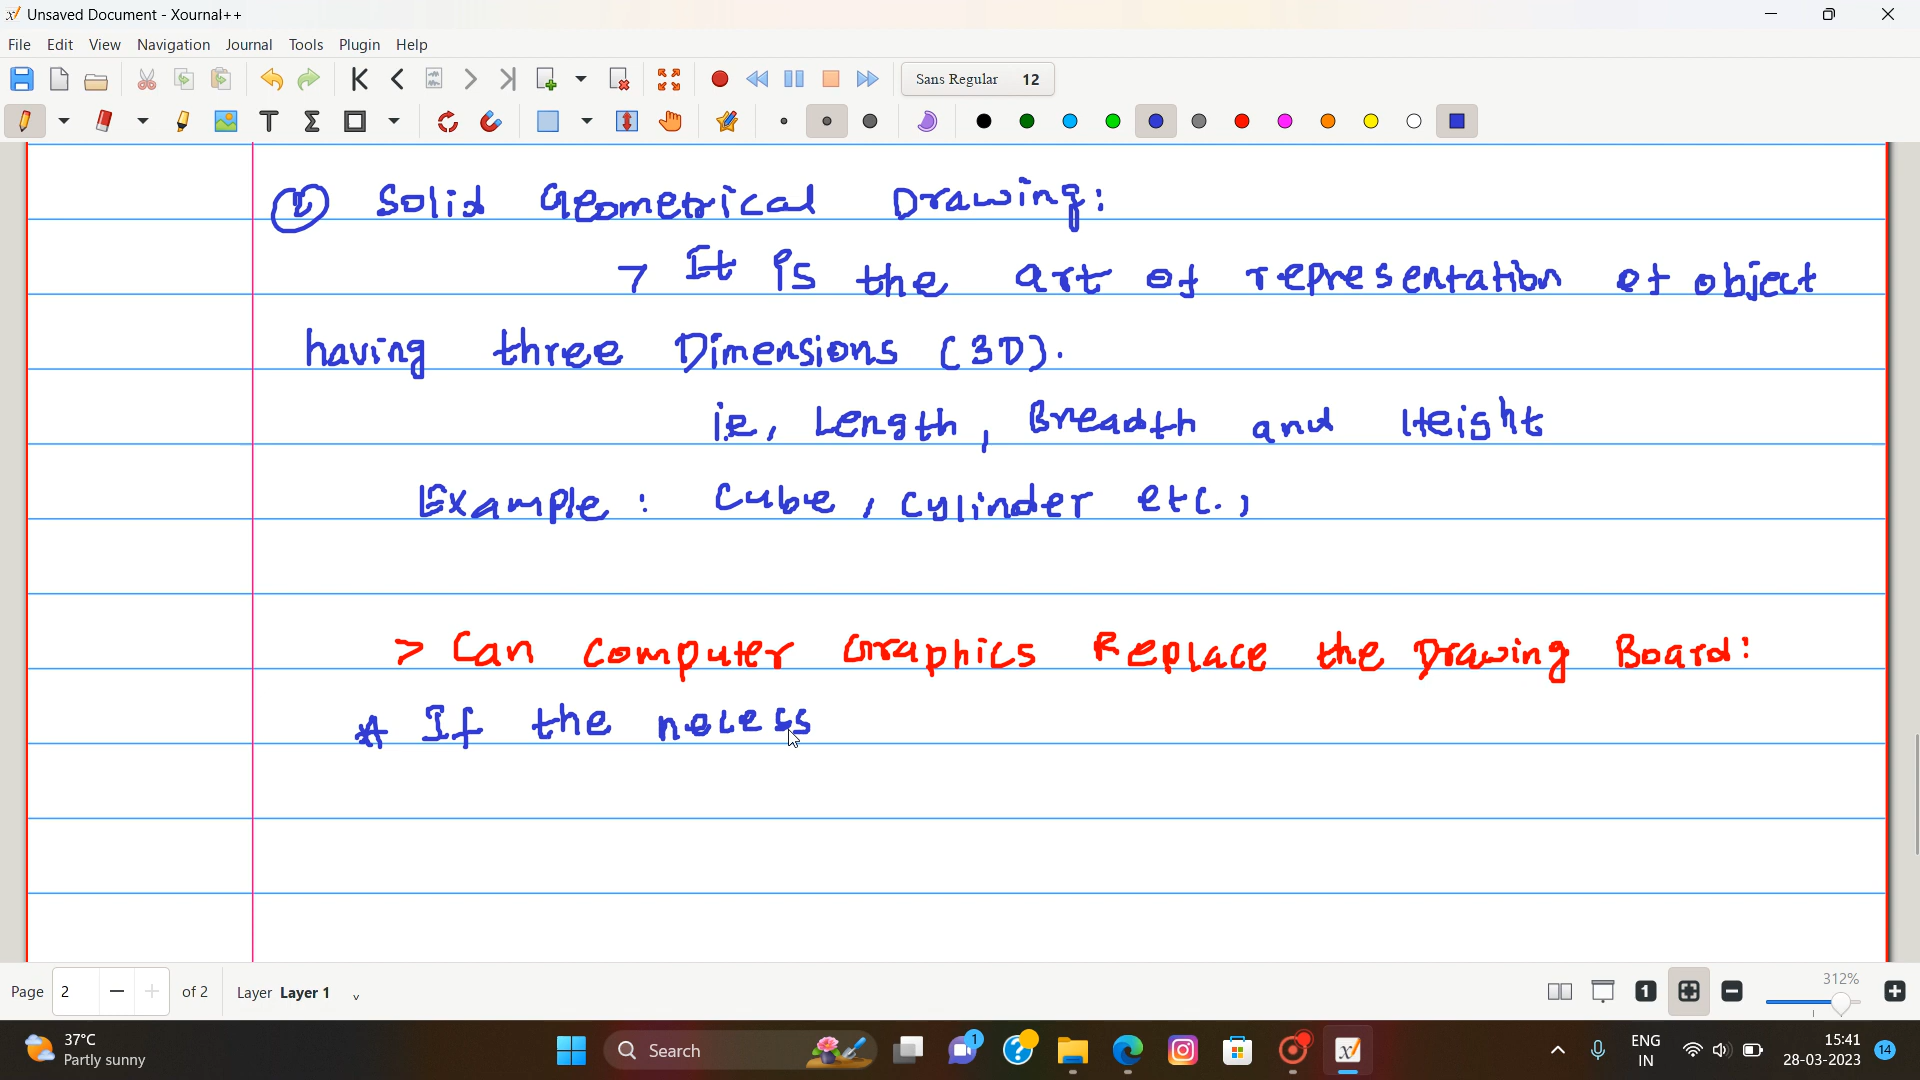 Unsaved Document - Xournal++
File Edit View Navigation Journal Tools Plugin Help
Sans Regular 12
② Solid Geometrical Drawing:
> It is the art of representation of object
having three Dimensions (3D).
i.e, Length, Breadth and Height
Example : Cube, Cylinder etc.,
> Can Computer Graphics Replace the Drawing Board:
* If the necess
Page 2 of 2 Layer Layer 1 312%
37°C
Partly sunny
Search
1
ENG
IN
15:41
28-03-2023
14